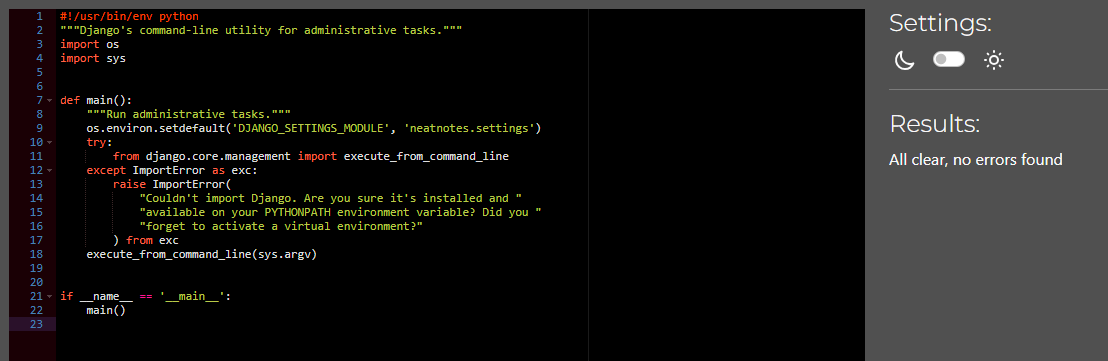 1 #!/usr/bin/env python
2 """Django's command-line utility for administrative tasks."""
3 import os
4 import sys
5
6
7 def main():
8     """Run administrative tasks."""
9     os.environ.setdefault('DJANGO_SETTINGS_MODULE', 'neatnotes.settings')
10     try:
11         from django.core.management import execute_from_command_line
12     except ImportError as exc:
13         raise ImportError(
14             "Couldn't import Django. Are you sure it's installed and "
15             "available on your PYTHONPATH environment variable? Did you "
16             "forget to activate a virtual environment?"
17         ) from exc
18     execute_from_command_line(sys.argv)
19
20
21 if __name__ == '__main__':
22     main()
23
Settings:
Results:
All clear, no errors found